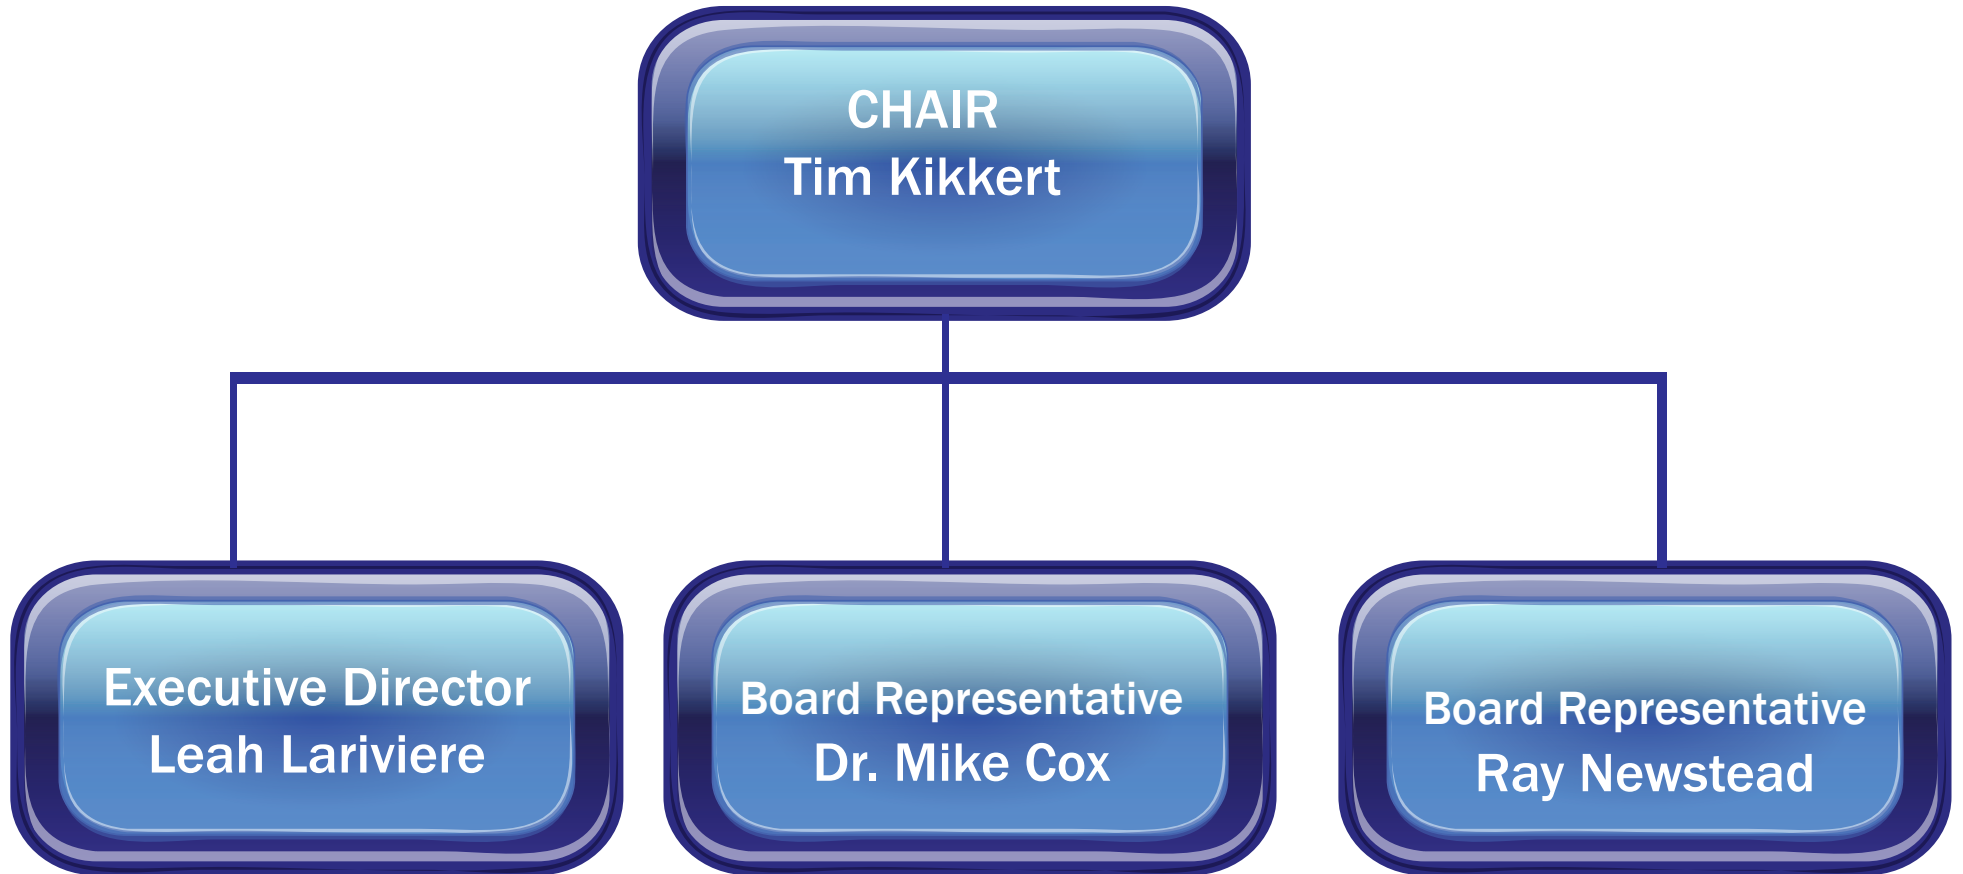 CHAIR
Tim Kikkert
Executive Director
Leah Lariviere
Board Representative
Dr. Mike Cox
Board Representative
Ray Newstead